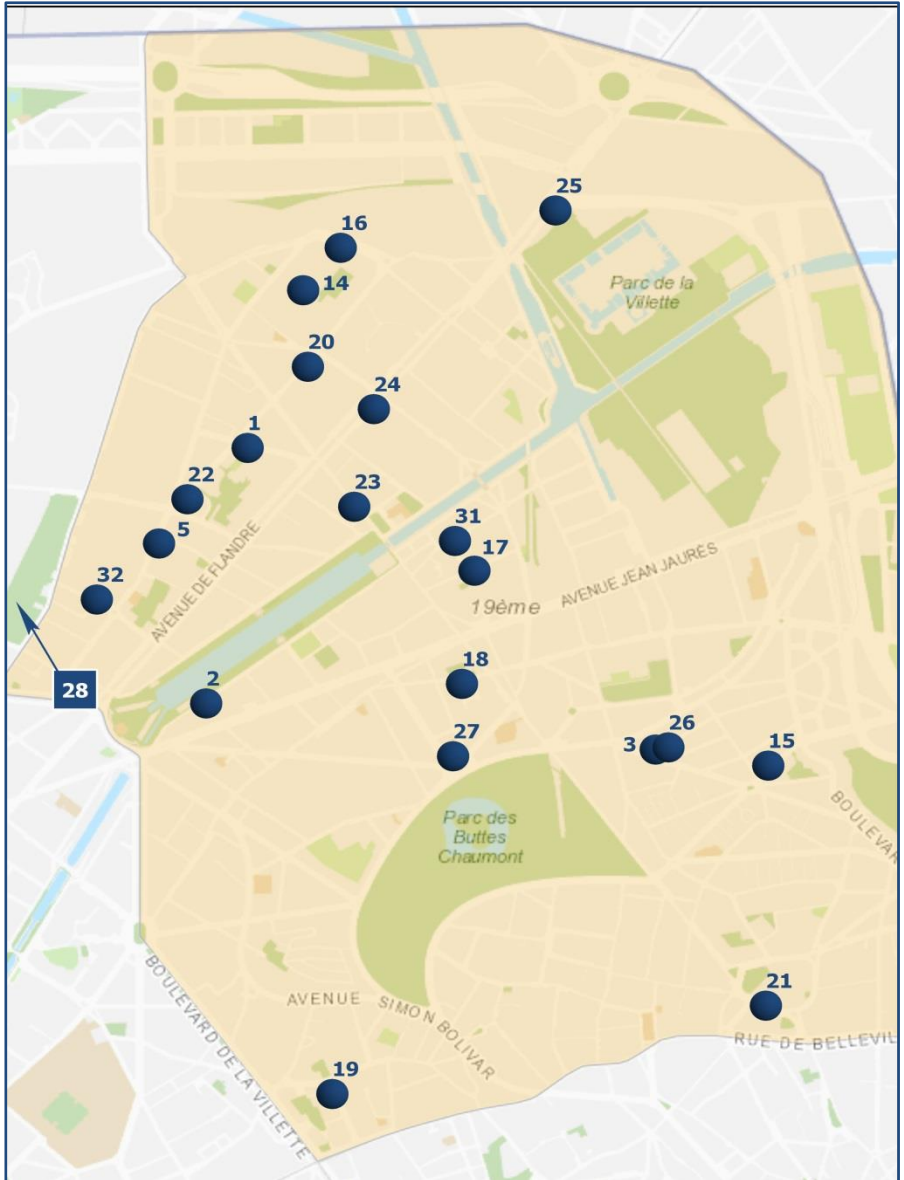 25
16
Parc de la
Villette
14
20
24
1
22
23
31
5
17
AVENUE DE FLANDRE
AVENUE JEAN JAURÈS
32
19ème
18
28
2
26
27
3
15
BOULEVAR
Parc des
Buttes
Chaumont
BOULEVARD DE LA VILLETTE
AVENUE SIMON BOLIVAR
21
RUE DE BELLEVIL
19